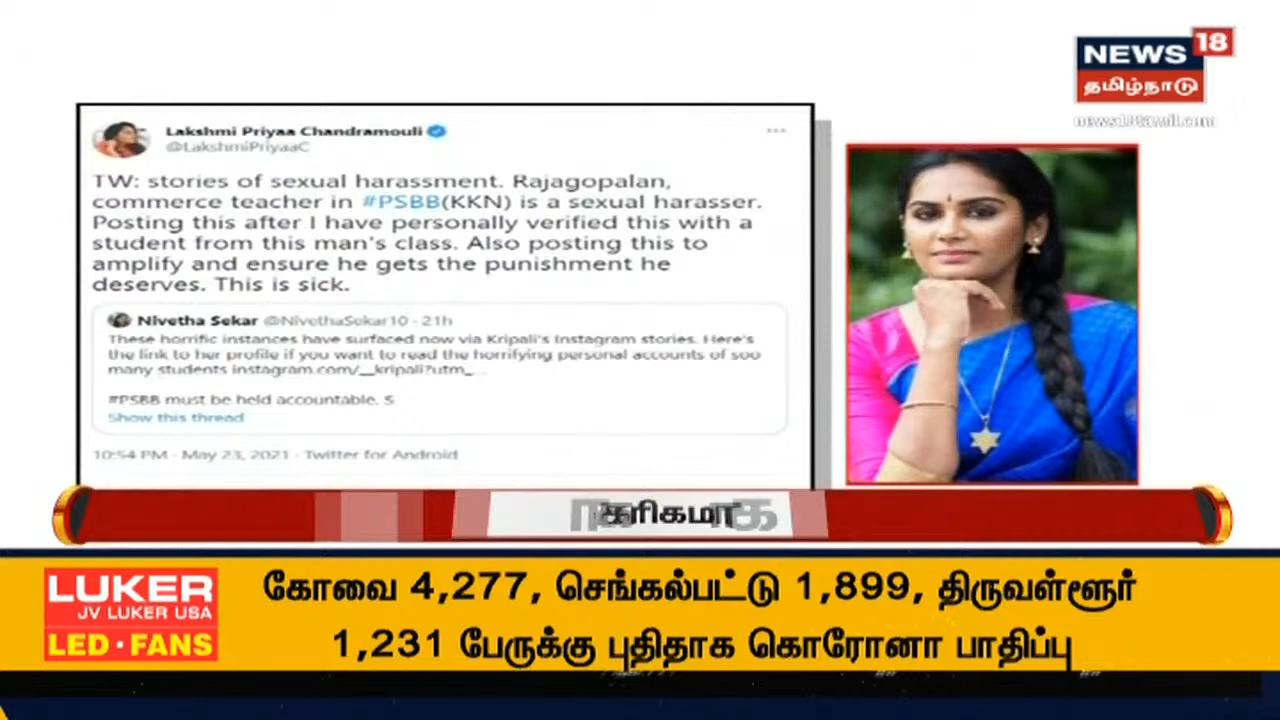 NEWS 18
தமிழ்நாடு
news18tamil.com
Lakshmi Priyaa Chandramouli
@LakshmiPriyaaC
TW: stories of sexual harassment. Rajagopalan,
commerce teacher in #PSBB(KKN) is a sexual harasser.
Posting this after I have personally verified this with a
student from this man's class. Also posting this to
amplify and ensure he gets the punishment he
deserves. This is sick.
Nivetha Sekar @NivethaSekar10 · 21h
These horrific instances have surfaced now via Kripali's Instagram stories. Here's
the link to her profile if you want to read the horrifying personal accounts of soo
many students instagram.com/__kripali?utm_...
#PSBB must be held accountable. S
Show this thread
10:54 PM · May 23, 2021 · Twitter for Android
LUKER
JV LUKER USA
LED · FANS
கோவை 4,277, செங்கல்பட்டு 1,899, திருவள்ளூர்
1,231 பேருக்கு புதிதாக கொரோனா பாதிப்பு